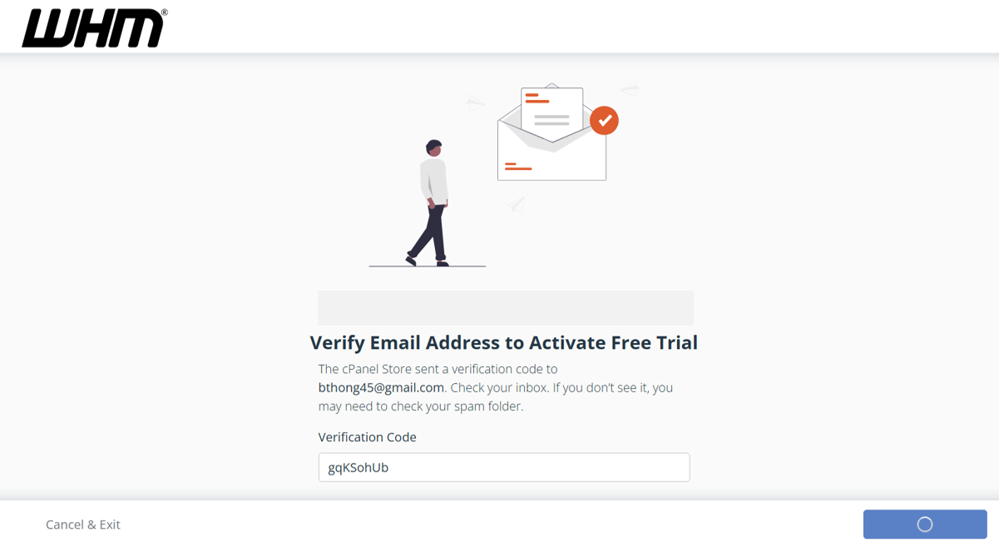 WHM®
Verify Email Address to Activate Free Trial
The cPanel Store sent a verification code to
bthong45@gmail.com. Check your inbox. If you don’t see it, you
may need to check your spam folder.
Verification Code
gqKSohUb
Cancel & Exit